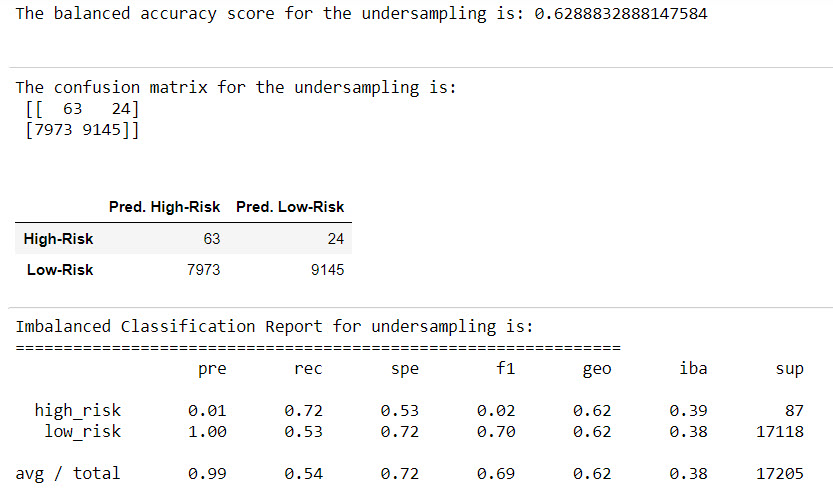 The balanced accuracy score for the undersampling is: 0.6288832888147584
The confusion matrix for the undersampling is:
[[  63   24]
[7973 9145]]
Pred. High-Risk Pred. Low-Risk
High-Risk 63 24
Low-Risk 7973 9145
Imbalanced Classification Report for undersampling is:
===============================================================
pre rec spe f1 geo iba sup
high_risk 0.01 0.72 0.53 0.02 0.62 0.39 87
low_risk 1.00 0.53 0.72 0.70 0.62 0.38 17118
avg / total 0.99 0.54 0.72 0.69 0.62 0.38 17205